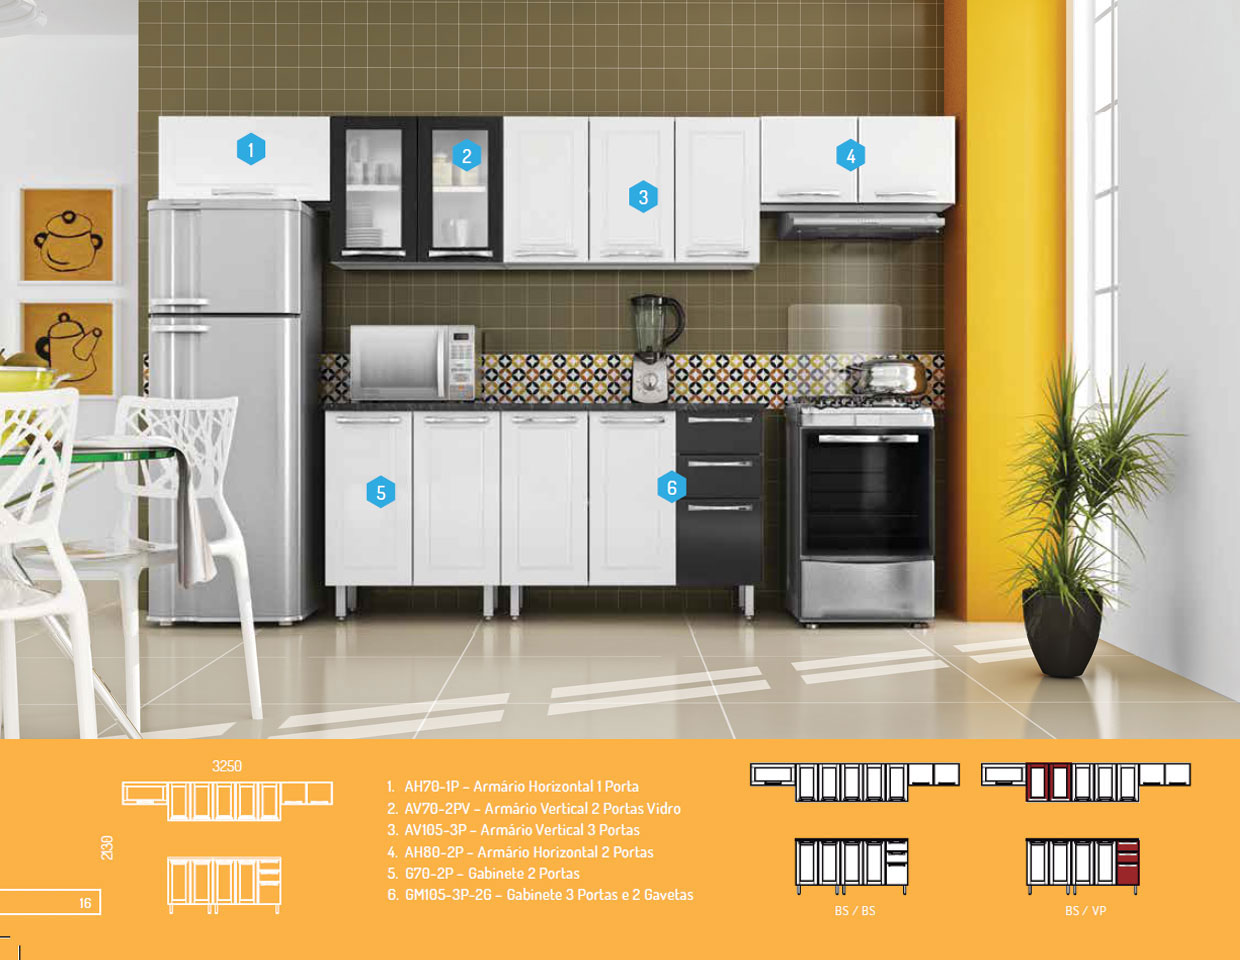 1
2
3
4
5
6
3250
2130
1. AH70-1P – Armário Horizontal 1 Porta
2. AV70-2PV – Armário Vertical 2 Portas Vidro
3. AV105-3P – Armário Vertical 3 Portas
4. AH80-2P – Armário Horizontal 2 Portas
5. G70-2P – Gabinete 2 Portas
6. GM105-3P-2G – Gabinete 3 Portas e 2 Gavetas
BS / BS
BS / VP
16